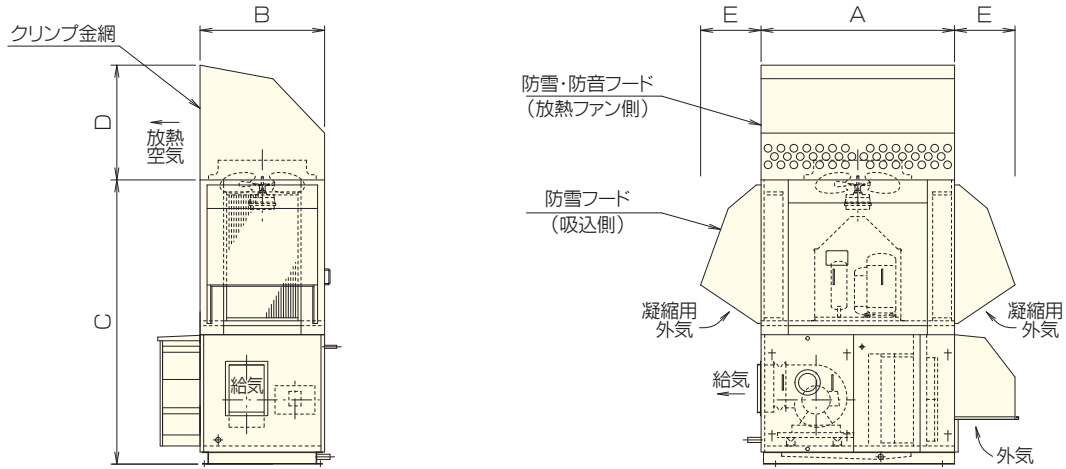 B
クリンプ金網
D
放熱
空気
C
給気
E
A
E
防雪・防音フード
(放熱ファン側)
防雪フード
(吸込側)
凝縮用
外気
凝縮用
外気
給気
外気